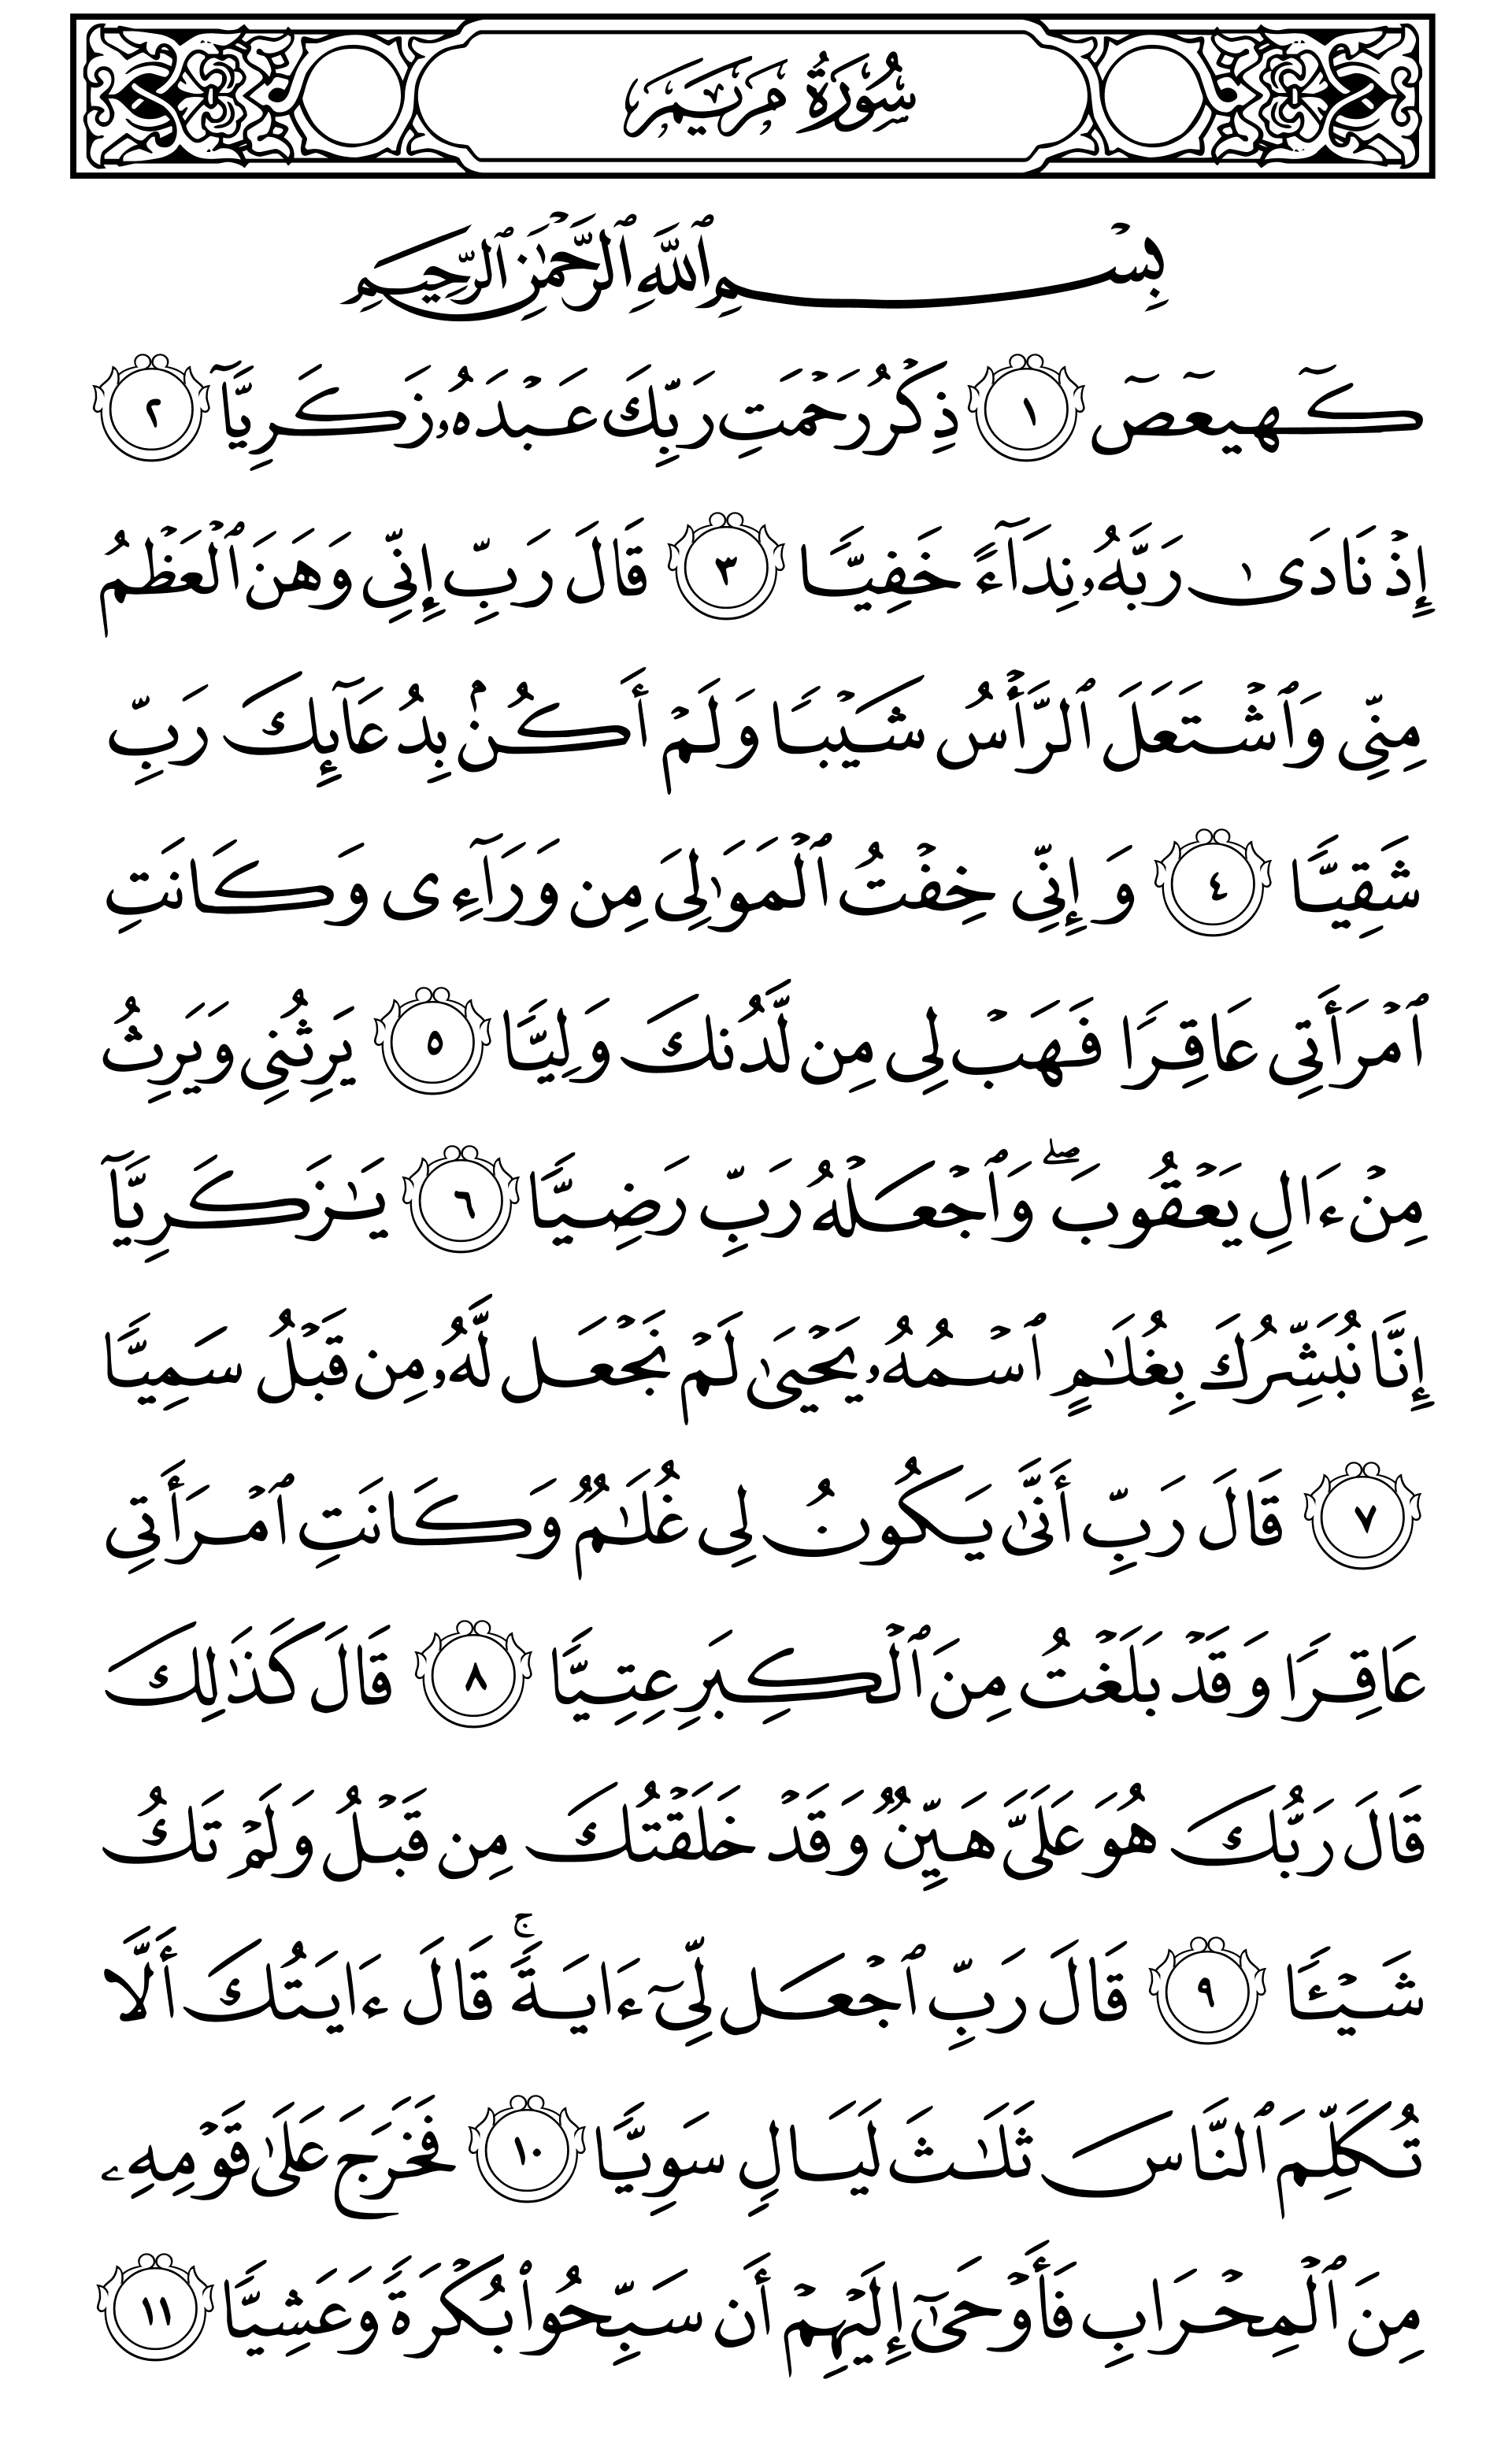 سُورَةُ مَرْيَمَ
بِسْمِ ٱللَّهِ ٱلرَّحْمَٰنِ ٱلرَّحِيمِ
كٓهيعٓصٓ ١ ذِكْرُ رَحْمَتِ رَبِّكَ عَبْدَهُۥ زَكَرِيَّآ ٢
إِذْ نَادَىٰ رَبَّهُۥ نِدَآءً خَفِيًّا ٣ قَالَ رَبِّ إِنِّي وَهَنَ ٱلْعَظْمُ
مِنِّي وَٱشْتَعَلَ ٱلرَّأْسُ شَيْبًا وَلَمْ أَكُنۢ بِدُعَآئِكَ رَبِّ
شَقِيًّا ٤ وَإِنِّي خِفْتُ ٱلْمَوَٰلِيَ مِن وَرَآءِي وَكَانَتِ
ٱمْرَأَتِي عَاقِرًا فَهَبْ لِي مِن لَّدُنكَ وَلِيًّا ٥ يَرِثُنِي وَيَرِثُ
مِنْ ءَالِ يَعْقُوبَۖ وَٱجْعَلْهُ رَبِّ رَضِيًّا ٦ يَٰزَكَرِيَّآ
إِنَّا نُبَشِّرُكَ بِغُلَٰمٍ ٱسْمُهُۥ يَحْيَىٰ لَمْ نَجْعَل لَّهُۥ مِن قَبْلُ سَمِيًّا
٧ قَالَ رَبِّ أَنَّىٰ يَكُونُ لِي غُلَٰمٌ وَكَانَتِ ٱمْرَأَتِي
عَاقِرًا وَقَدْ بَلَغْتُ مِنَ ٱلْكِبَرِ عِتِيًّا ٨ قَالَ كَذَٰلِكَ
قَالَ رَبُّكَ هُوَ عَلَيَّ هَيِّنٌ وَقَدْ خَلَقْتُكَ مِن قَبْلُ وَلَمْ تَكُ
شَيْـًٔا ٩ قَالَ رَبِّ ٱجْعَل لِّيٓ ءَايَةًۚ قَالَ ءَايَتُكَ أَلَّا
تُكَلِّمَ ٱلنَّاسَ ثَلَٰثَ لَيَالٍ سَوِيًّا ١٠ فَخَرَجَ عَلَىٰ قَوْمِهِۦ
مِنَ ٱلْمِحْرَابِ فَأَوْحَىٰٓ إِلَيْهِمْ أَن سَبِّحُوا۟ بُكْرَةً وَعَشِيًّا ١١